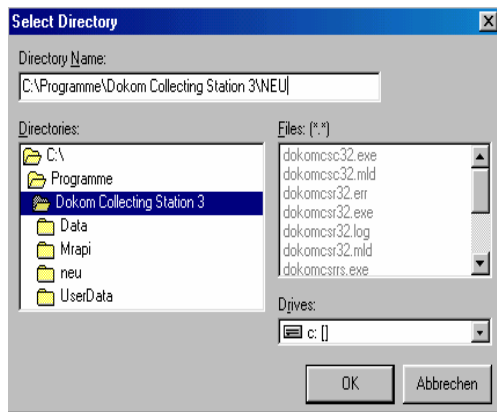 Select Directory
Directory Name:
C:\Programme\Dokom Collecting Station 3\NEU
Directories:
C:\
Programme
Dokom Collecting Station 3
Data
Mrapi
neu
UserData
Files: (*.*)
dokomcsc32.exe
dokomcsc32.mld
dokomcsr32.err
dokomcsr32.exe
dokomcsr32.log
dokomcsr32.mld
dokomcsrrs.exe
Drives:
c: []
OK
Abbrechen